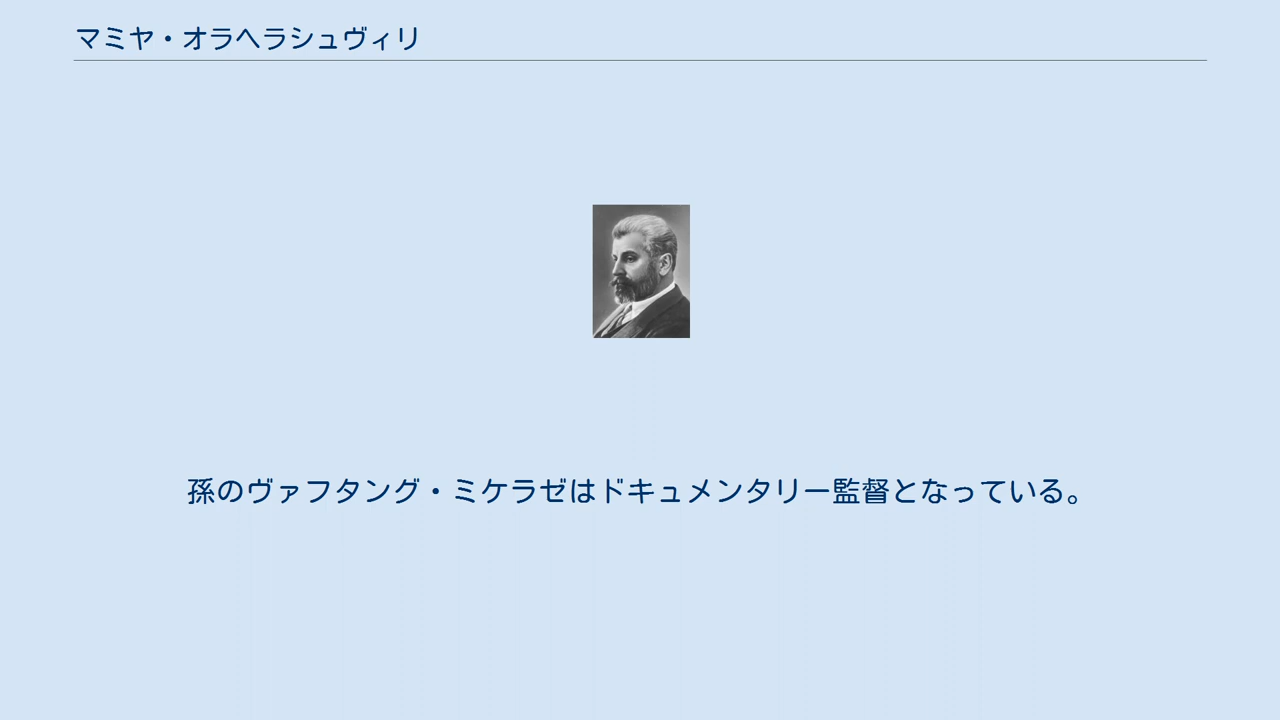 マミヤ・オラヘラシュヴィリ
孫のヴァフタング・ミケラゼはドキュメンタリー監督となっている。